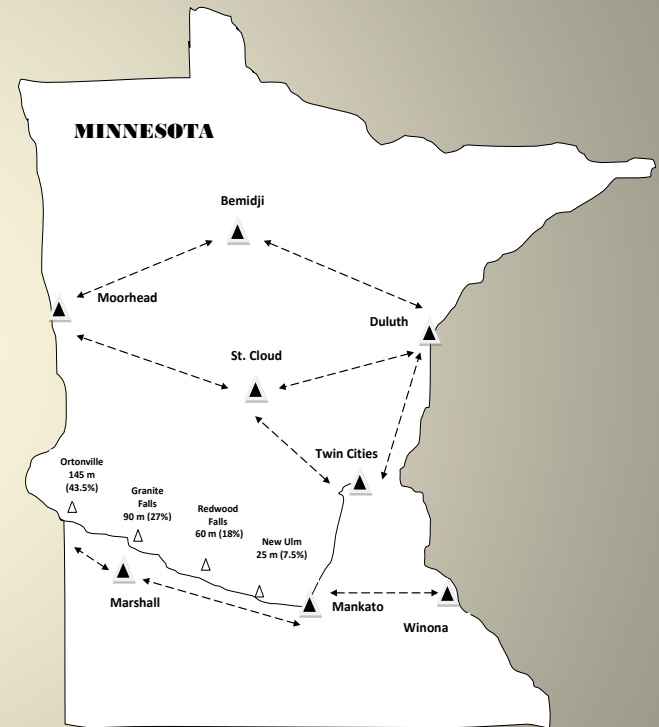 MINNESOTA
Bemidji
Moorhead
Duluth
St. Cloud
Twin Cities
Ortonville
145 m
(43.5%)
Granite
Falls
90 m (27%)
Redwood
Falls
60 m (18%)
New Ulm
25 m (7.5%)
Marshall
Mankato
Winona